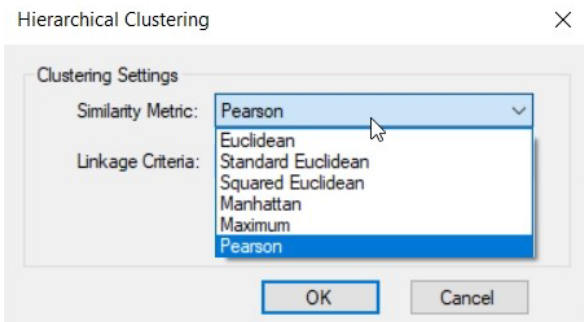 Hierarchical Clustering
Clustering Settings
Similarity Metric: Pearson
Euclidean
Standard Euclidean
Linkage Criteria:
Squared Euclidean
Manhattan
Maximum
Pearson
OK Cancel